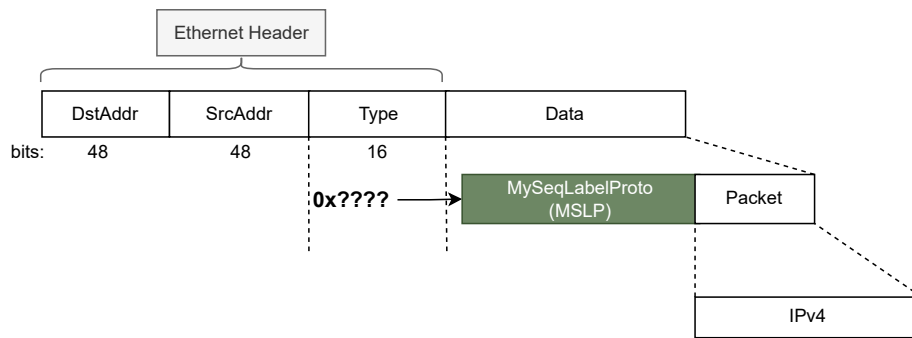 Ethernet Header
DstAddr SrcAddr Type Data
bits: 48 48 16
0x????
MySeqLabelProto
(MSLP)
Packet
IPv4